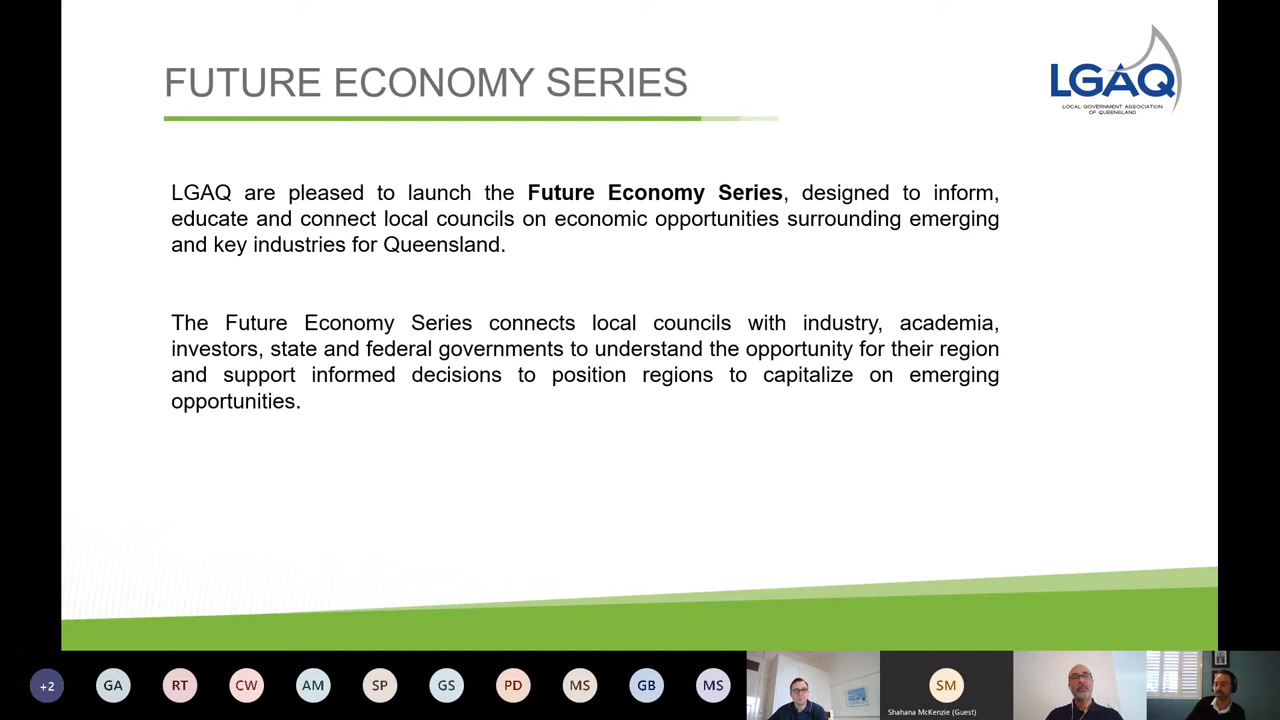 FUTURE ECONOMY SERIES
LGAQ
LOCAL GOVERNMENT ASSOCIATION
OF QUEENSLAND
LGAQ are pleased to launch the Future Economy Series, designed to inform,
educate and connect local councils on economic opportunities surrounding emerging
and key industries for Queensland.
The Future Economy Series connects local councils with industry, academia,
investors, state and federal governments to understand the opportunity for their region
and support informed decisions to position regions to capitalize on emerging
opportunities.
+2 GA RT CW AM SP GS PD MS GB MS SM
Shahana McKenzie (Guest)